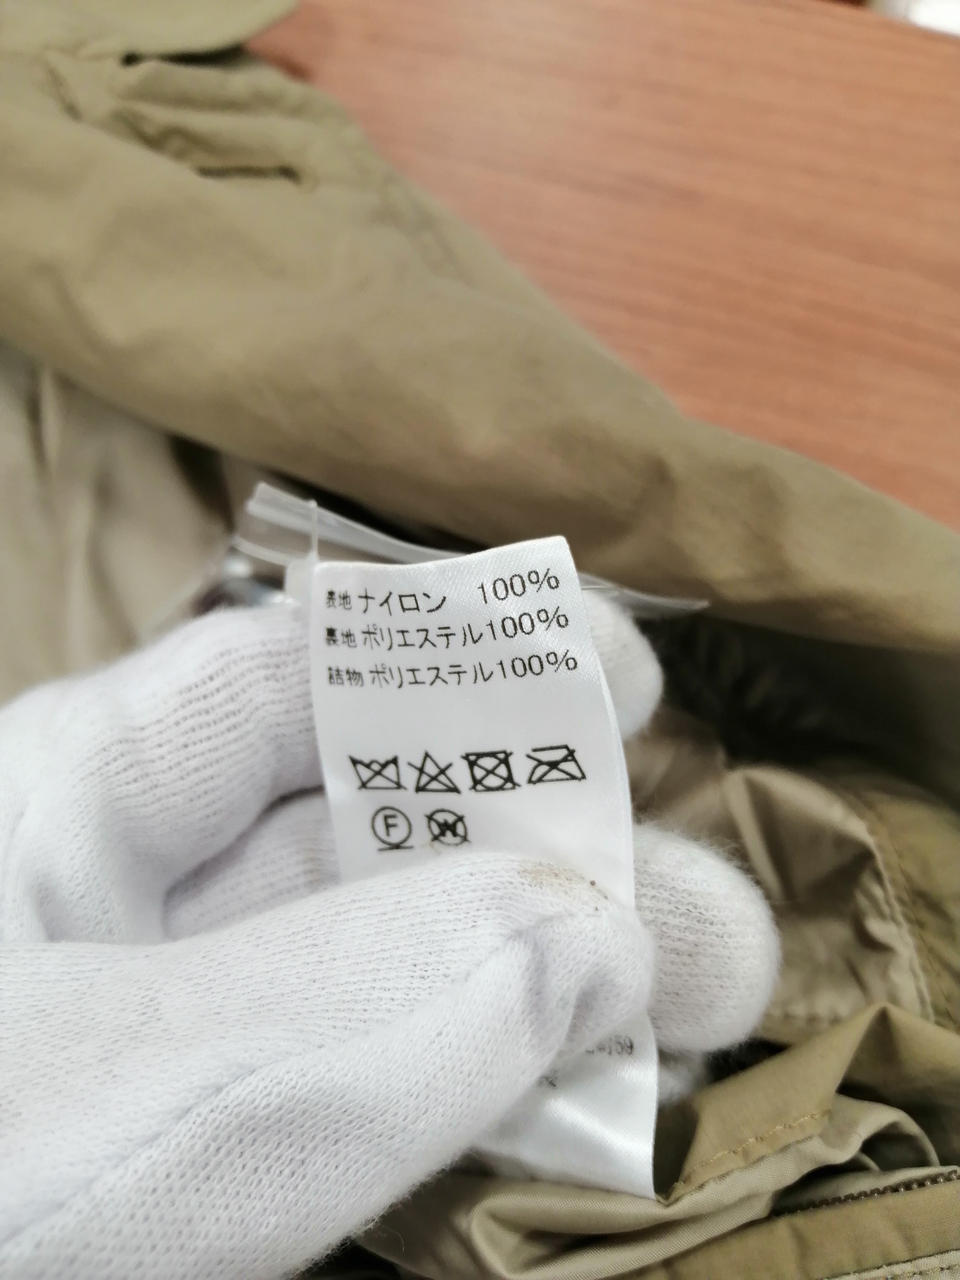 表地 ナイロン 100%
裏地 ポリエステル100%
詰物 ポリエステル100%
F W